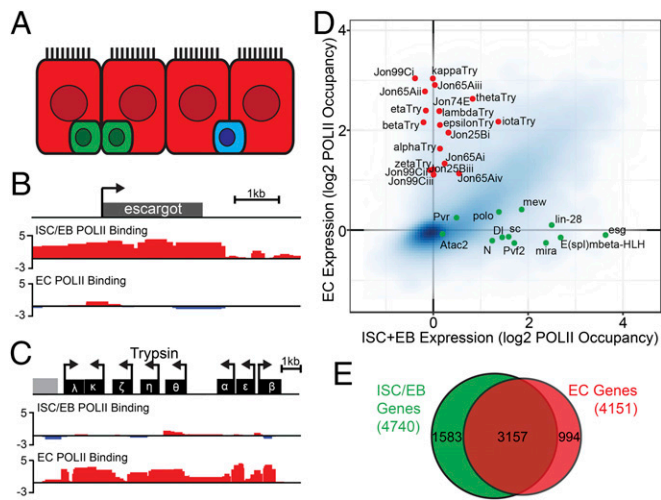 A
B
1kb
escargot
ISC/EB POLII Binding
5
-3
EC POLII Binding
5
-3
C
Trypsin
1kb
λ κ ζ η θ α ε β
ISC/EB POLII Binding
5
-3
EC POLII Binding
5
-3
D
EC Expression (log2 POLII Occupancy)
4
2
0
Jon99Ci
kappaTry
Jon65Aii
Jon65Aiii
Jon74E
thetaTry
etaTry
lambdaTry
betaTry
epsilonTry
iotaTry
Jon25Bi
alphaTry
zetaTry
Jon65Ai
Jon25Biii
Jon99Cii
Jon99Ciii
Jon65Aiv
mew
Pvr
polo
lin-28
Dl
sc
esg
Atac2
N
Pvf2
mira
E(spl)mbeta-HLH
0
2
4
ISC+EB Expression (log2 POLII Occupancy)
E
ISC/EB
Genes
(4740)
EC Genes
(4151)
1583
3157
994